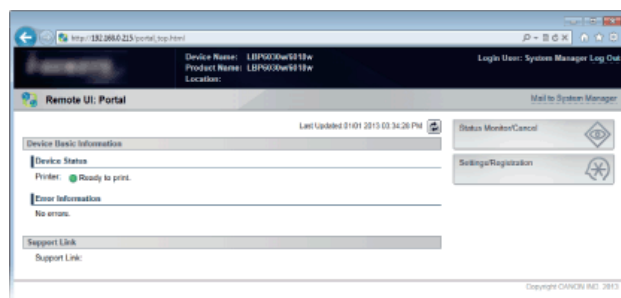 http://192.168.0.215/portal_top.html
Device Name: LBP6030w/6018w
Product Name: LBP6030w/6018w
Location:
Login User: System Manager Log Out
Remote UI: Portal
Mail to System Manager
Last Updated 01/01 2013 03:34:28 PM
Device Basic Information
Device Status
Printer: Ready to print.
Error Information
No errors.
Support Link
Support Link:
Status Monitor/Cancel
Settings/Registration
Copyright CANON INC. 2013